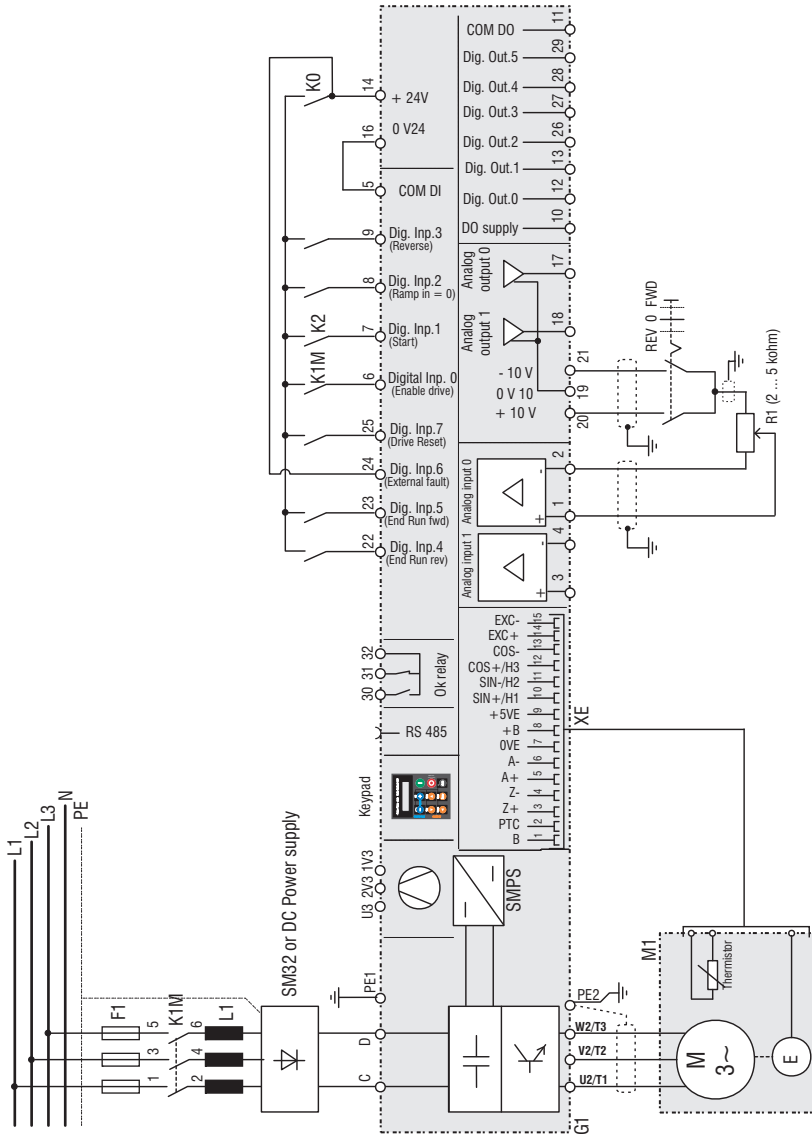 L1
L2
L3
N
PE
F1
1 3 5
K1M
2 4 6
L1
SM32 or DC Power supply
C D
PE1
U3 2V3 1V3
Keypad
RS 485
30 31 32
Ok relay
22 23 24 25 6 7 8 9 5 16 14
K1M
K2
K0
Dig. Inp.4
(End Run rev)
Dig. Inp.5
(End Run fwd)
Dig. Inp.6
(External fault)
Dig. Inp.7
(Drive Reset)
Digital Inp. 0
(Enable drive)
Dig. Inp.1
(Start)
Dig. Inp.2
(Ramp in = 0)
Dig. Inp.3
(Reverse)
COM DI
0 V24
+ 24V
SMPS
B
PTC
Z+
Z-
A+
A-
0VE
+B
+5VE
SIN+/H1
SIN-/H2
COS+/H3
COS-
EXC+
EXC-
1 2 3 4 5 6 7 8 9 10 11 12 13 14 15
XE
Analog input 1
+ -
3 4
Analog input 0
+ -
1 2
+ 10 V
0 V 10
- 10 V
20 19 21
Analog
output 1
18
Analog
output 0
17
DO supply
10
Dig. Out.0
12
Dig. Out.1
13
Dig. Out.2
26
Dig. Out.3
27
Dig. Out.4
28
Dig. Out.5
29
COM DO
11
REV 0 FWD
R1 (2 ... 5 kohm)
G1
U2/T1
V2/T2
W2/T3
PE2
M1
M
3~
E
Thermistor